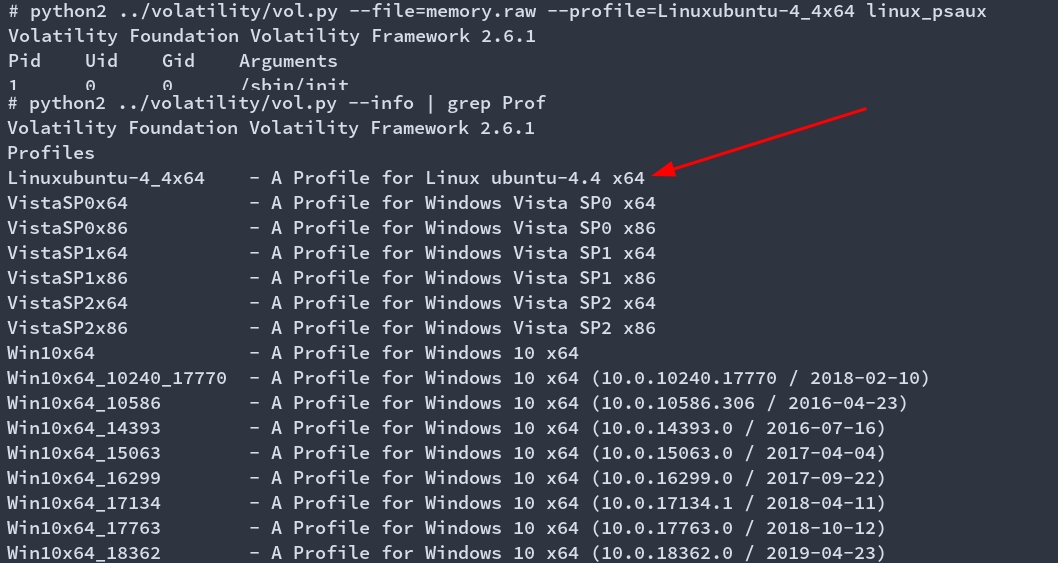 # python2 ../volatility/vol.py --file=memory.raw --profile=Linuxubuntu-4_4x64 linux_psaux
Volatility Foundation Volatility Framework 2.6.1
Pid    Uid    Gid    Arguments
1      0      0      /sbin/init
# python2 ../volatility/vol.py --info | grep Prof
Volatility Foundation Volatility Framework 2.6.1
Profiles
Linuxubuntu-4_4x64    - A Profile for Linux ubuntu-4.4 x64
VistaSP0x64           - A Profile for Windows Vista SP0 x64
VistaSP0x86           - A Profile for Windows Vista SP0 x86
VistaSP1x64           - A Profile for Windows Vista SP1 x64
VistaSP1x86           - A Profile for Windows Vista SP1 x86
VistaSP2x64           - A Profile for Windows Vista SP2 x64
VistaSP2x86           - A Profile for Windows Vista SP2 x86
Win10x64              - A Profile for Windows 10 x64
Win10x64_10240_17770  - A Profile for Windows 10 x64 (10.0.10240.17770 / 2018-02-10)
Win10x64_10586        - A Profile for Windows 10 x64 (10.0.10586.306 / 2016-04-23)
Win10x64_14393        - A Profile for Windows 10 x64 (10.0.14393.0 / 2016-07-16)
Win10x64_15063        - A Profile for Windows 10 x64 (10.0.15063.0 / 2017-04-04)
Win10x64_16299        - A Profile for Windows 10 x64 (10.0.16299.0 / 2017-09-22)
Win10x64_17134        - A Profile for Windows 10 x64 (10.0.17134.1 / 2018-04-11)
Win10x64_17763        - A Profile for Windows 10 x64 (10.0.17763.0 / 2018-10-12)
Win10x64_18362        - A Profile for Windows 10 x64 (10.0.18362.0 / 2019-04-23)